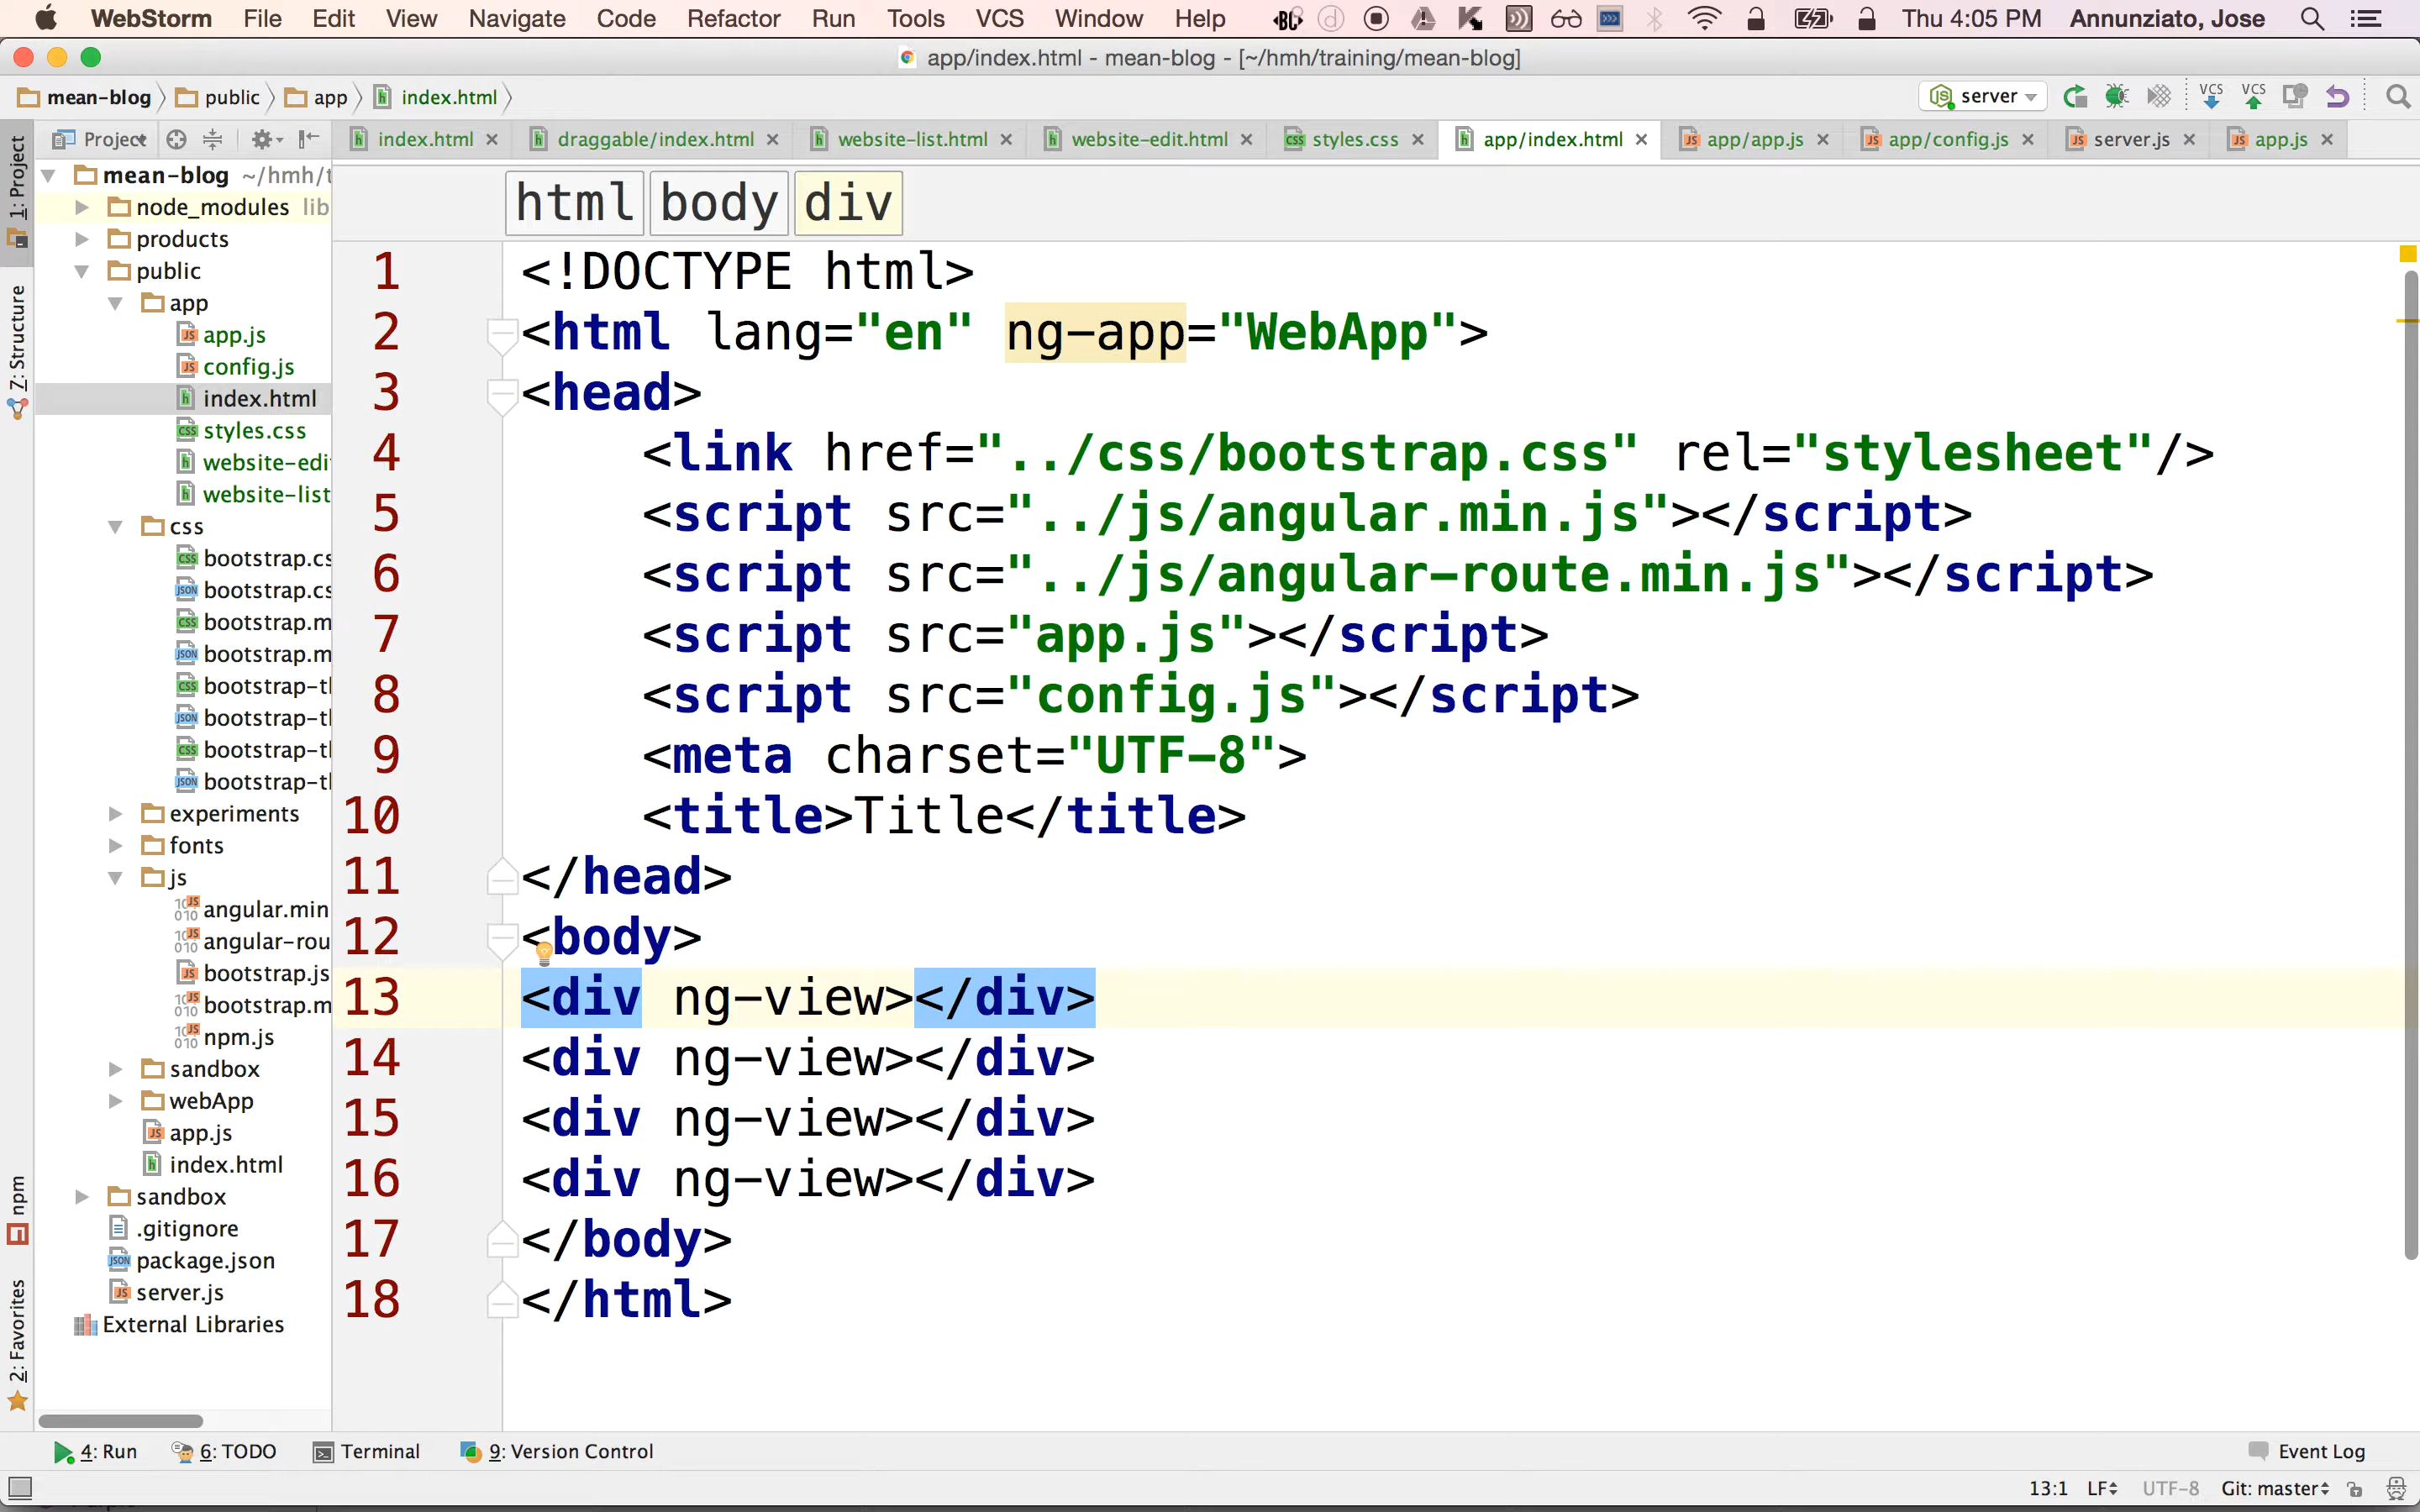 WebStorm File Edit View Navigate Code Refactor Run Tools VCS Window Help Thu 4:05 PM Annunziato, Jose
app/index.html - mean-blog - [~/hmh/training/mean-blog]
mean-blog public app index.html server VCS VCS
Project index.html draggable/index.html website-list.html website-edit.html styles.css app/index.html app/app.js app/config.js server.js app.js
1: Project
7: Structure
npm
2: Favorites
mean-blog ~/hmh/t
node_modules lib
products
public
app
app.js
config.js
index.html
styles.css
website-edi
website-list
css
bootstrap.cs
bootstrap.cs
bootstrap.m
bootstrap.m
bootstrap-tl
bootstrap-tl
bootstrap-tl
bootstrap-tl
experiments
fonts
js
angular.min
angular-rou
bootstrap.js
bootstrap.m
npm.js
sandbox
webApp
app.js
index.html
sandbox
.gitignore
package.json
server.js
External Libraries
html body div
1 <!DOCTYPE html>
2 <html lang="en" ng-app="WebApp">
3 <head>
4 <link href="../css/bootstrap.css" rel="stylesheet"/>
5 <script src="../js/angular.min.js"></script>
6 <script src="../js/angular-route.min.js"></script>
7 <script src="app.js"></script>
8 <script src="config.js"></script>
9 <meta charset="UTF-8">
10 <title>Title</title>
11 </head>
12 <body>
13 <div ng-view></div>
14 <div ng-view></div>
15 <div ng-view></div>
16 <div ng-view></div>
17 </body>
18 </html>
4: Run 6: TODO Terminal 9: Version Control Event Log
13:1 LF UTF-8 Git: master